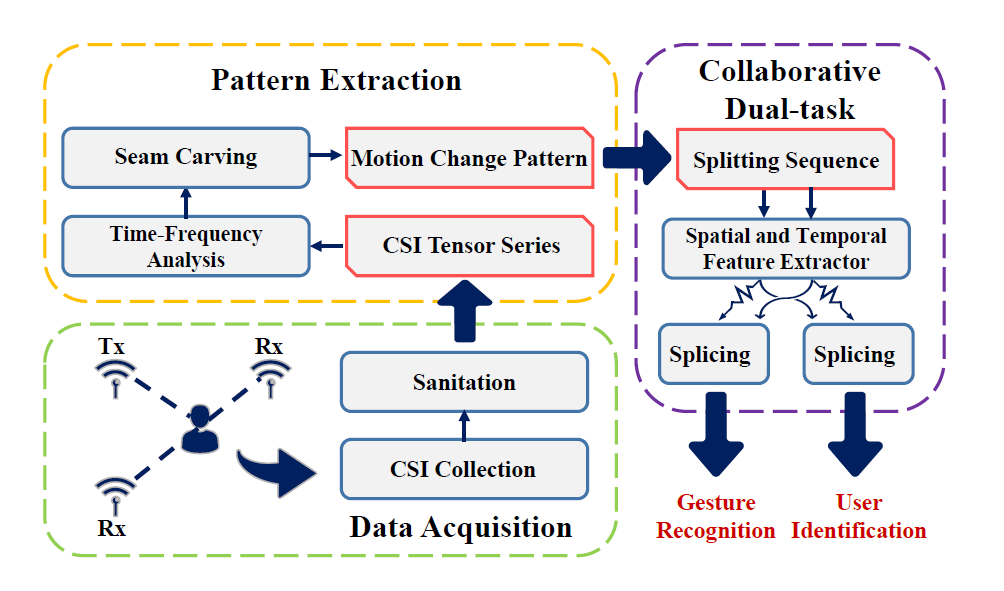 Pattern Extraction
Seam Carving
Motion Change Pattern
Time-Frequency
Analysis
CSI Tensor Series
Collaborative
Dual-task
Splitting Sequence
Spatial and Temporal
Feature Extractor
Splicing
Splicing
Gesture
Recognition
User
Identification
Tx
Rx
Rx
Sanitation
CSI Collection
Data Acquisition